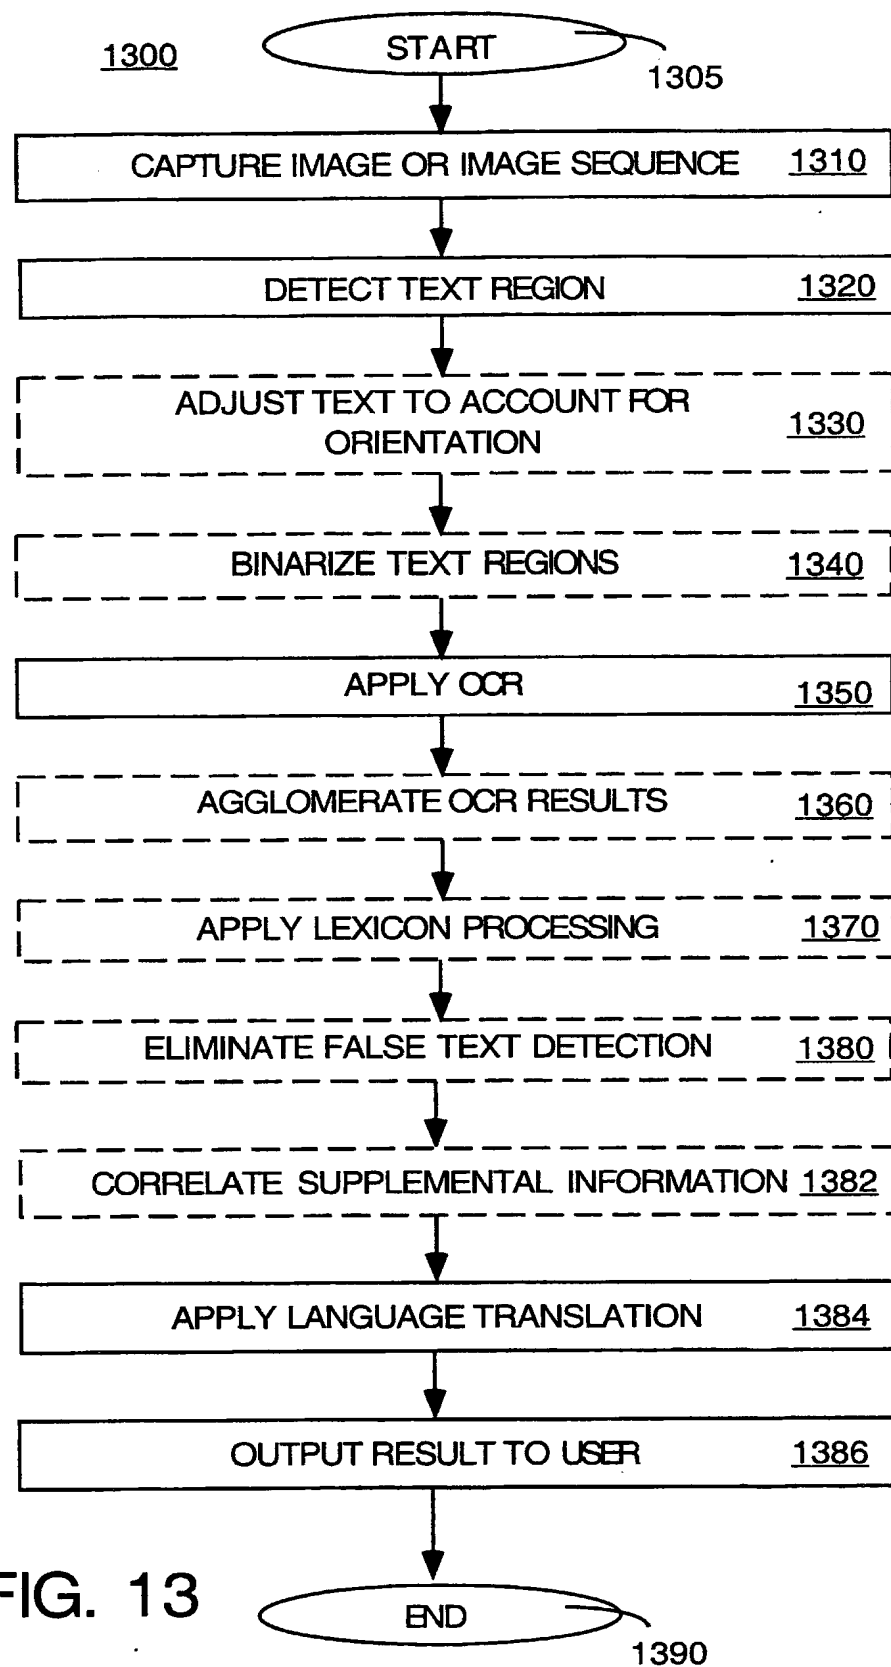 1300
START
1305
CAPTURE IMAGE OR IMAGE SEQUENCE 1310
DETECT TEXT REGION 1320
ADJUST TEXT TO ACCOUNT FOR
ORIENTATION 1330
BINARIZE TEXT REGIONS 1340
APPLY OCR 1350
AGGLOMERATE OCR RESULTS 1360
APPLY LEXICON PROCESSING 1370
ELIMINATE FALSE TEXT DETECTION 1380
CORRELATE SUPPLEMENTAL INFORMATION 1382
APPLY LANGUAGE TRANSLATION 1384
OUTPUT RESULT TO USER 1386
FIG. 13
END
1390